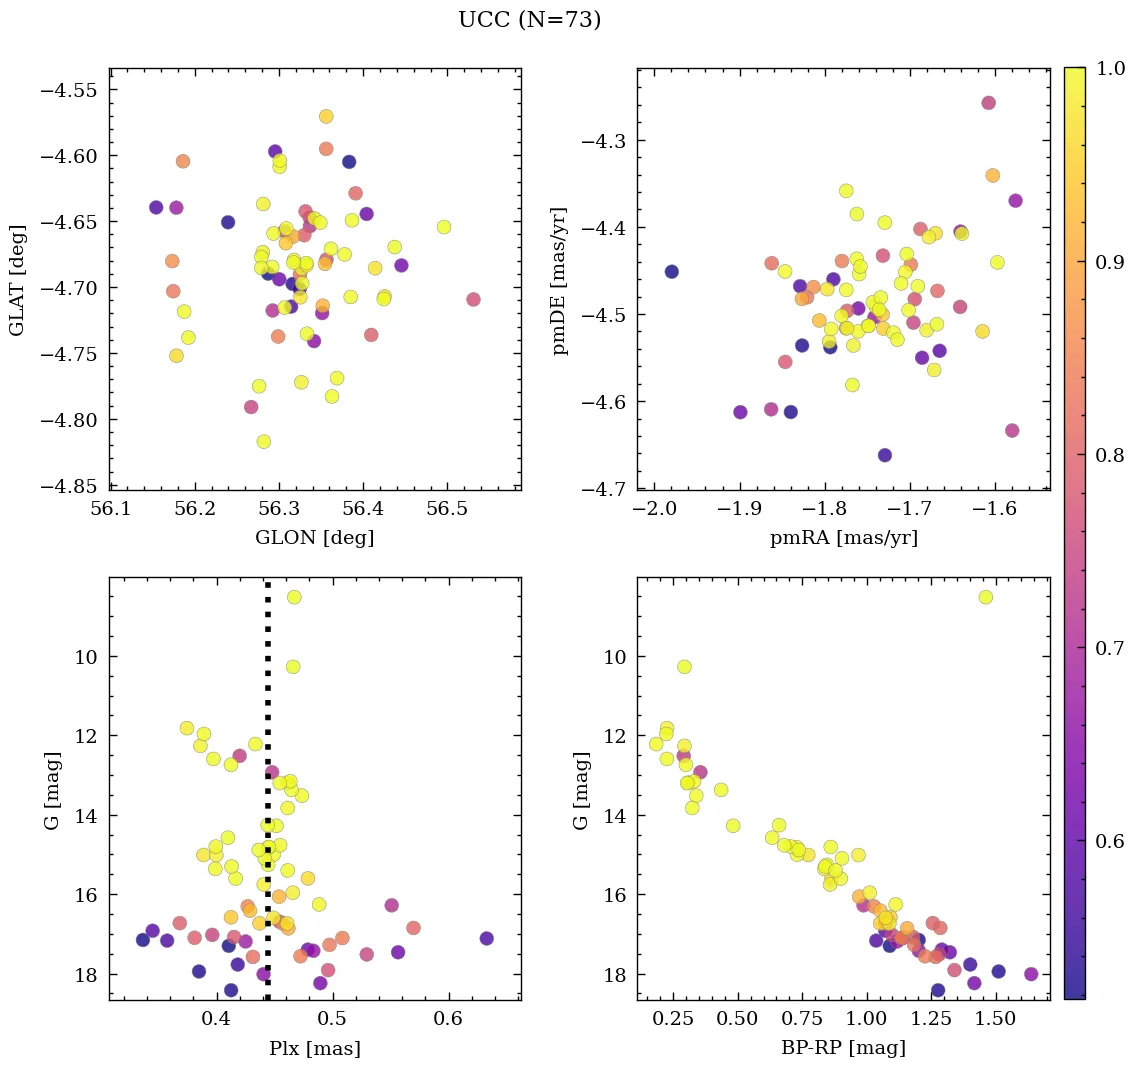 UCC (N=73)
−4.55
−4.60
−4.65
−4.70
−4.75
−4.80
−4.85
GLAT [deg]
56.1 56.2 56.3 56.4 56.5
GLON [deg]
−4.3
−4.4
−4.5
−4.6
−4.7
pmDE [mas/yr]
−2.0 −1.9 −1.8 −1.7 −1.6
pmRA [mas/yr]
1.0
0.9
0.8
0.7
0.6
10
12
14
16
18
G [mag]
0.4 0.5 0.6
Plx [mas]
10
12
14
16
18
G [mag]
0.25 0.50 0.75 1.00 1.25 1.50
BP-RP [mag]